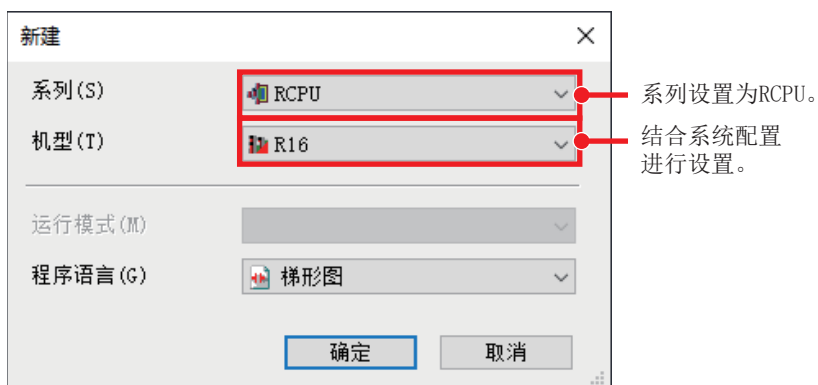 新建
系列(S)
RCPU
系列设置为RCPU。
机型(T)
R16
结合系统配置
进行设置。
运行模式(M)
程序语言(G)
梯形图
确定
取消